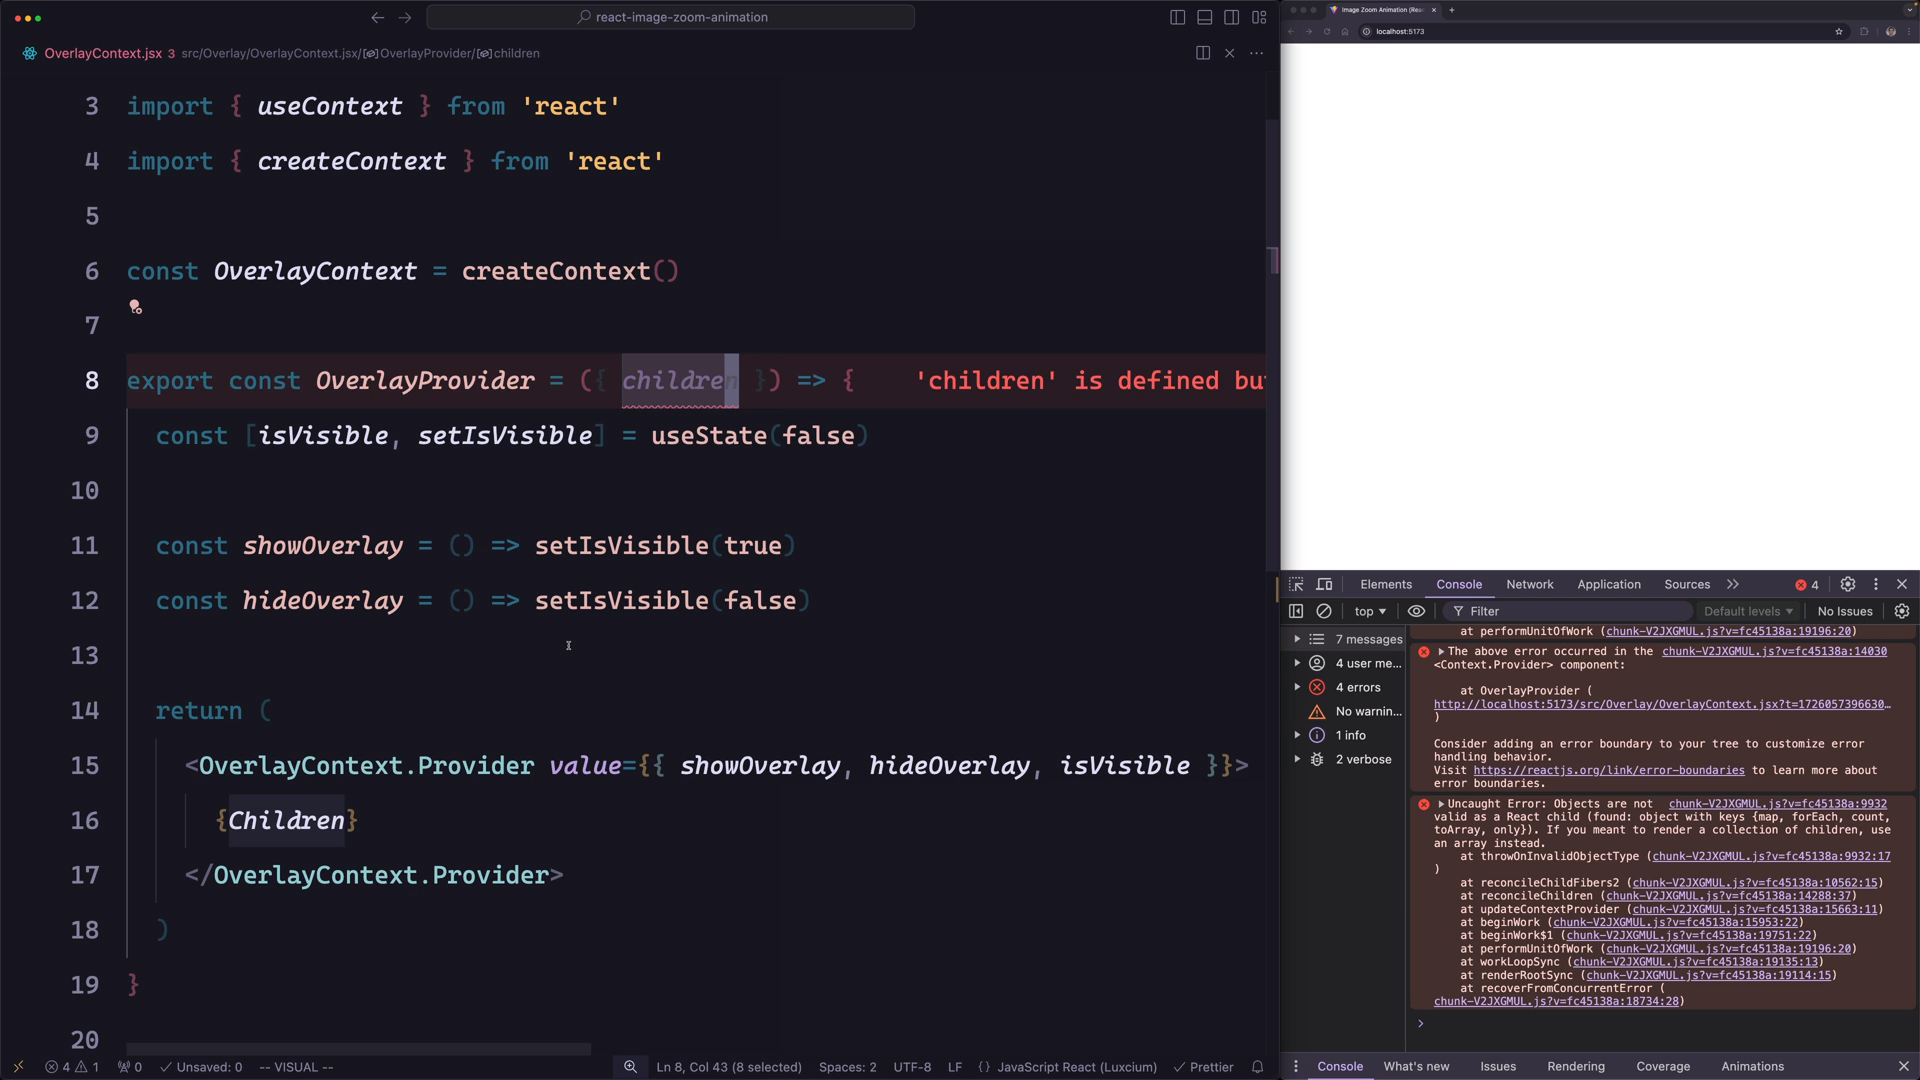 react-image-zoom-animation
OverlayContext.jsx 3 src/Overlay/OverlayContext.jsx/OverlayProvider/children
3 import { useContext } from 'react'
4 import { createContext } from 'react'
5
6 const OverlayContext = createContext()
7
8 export const OverlayProvider = ({ children }) => { 'children' is defined bu
9 const [isVisible, setIsVisible] = useState(false)
10
11 const showOverlay = () => setIsVisible(true)
12 const hideOverlay = () => setIsVisible(false)
13
14 return (
15 <OverlayContext.Provider value={{ showOverlay, hideOverlay, isVisible }}>
16 {Children}
17 </OverlayContext.Provider>
18 )
19 }
20
4 1 0 Unsaved: 0 -- VISUAL -- Ln 8, Col 43 (8 selected) Spaces: 2 UTF-8 LF {} JavaScript React (Luxcium) Prettier
Image Zoom Animation (Rea
localhost:5173
Elements Console Network Application Sources 4
top Filter Default levels No Issues
7 messages
4 user me...
4 errors
No warnin...
1 info
2 verbose
at performUnitOfWork (chunk-V2JXGMUL.js?v=fc45138a:19196:20)
The above error occurred in the chunk-V2JXGMUL.js?v=fc45138a:14030
<Context.Provider> component:
at OverlayProvider (
http://localhost:5173/src/Overlay/OverlayContext.jsx?t=1726057396630…
)
Consider adding an error boundary to your tree to customize error
handling behavior.
Visit https://reactjs.org/link/error-boundaries to learn more about
error boundaries.
Uncaught Error: Objects are not chunk-V2JXGMUL.js?v=fc45138a:9932
valid as a React child (found: object with keys {map, forEach, count,
toArray, only}). If you meant to render a collection of children, use
an array instead.
at throwOnInvalidObjectType (chunk-V2JXGMUL.js?v=fc45138a:9932:17
)
at reconcileChildFibers2 (chunk-V2JXGMUL.js?v=fc45138a:10562:15)
at reconcileChildren (chunk-V2JXGMUL.js?v=fc45138a:14288:37)
at updateContextProvider (chunk-V2JXGMUL.js?v=fc45138a:15663:11)
at beginWork (chunk-V2JXGMUL.js?v=fc45138a:15953:22)
at beginWork$1 (chunk-V2JXGMUL.js?v=fc45138a:19751:22)
at performUnitOfWork (chunk-V2JXGMUL.js?v=fc45138a:19196:20)
at workLoopSync (chunk-V2JXGMUL.js?v=fc45138a:19135:13)
at renderRootSync (chunk-V2JXGMUL.js?v=fc45138a:19114:15)
at recoverFromConcurrentError (
chunk-V2JXGMUL.js?v=fc45138a:18734:28)
Console What's new Issues Rendering Coverage Animations